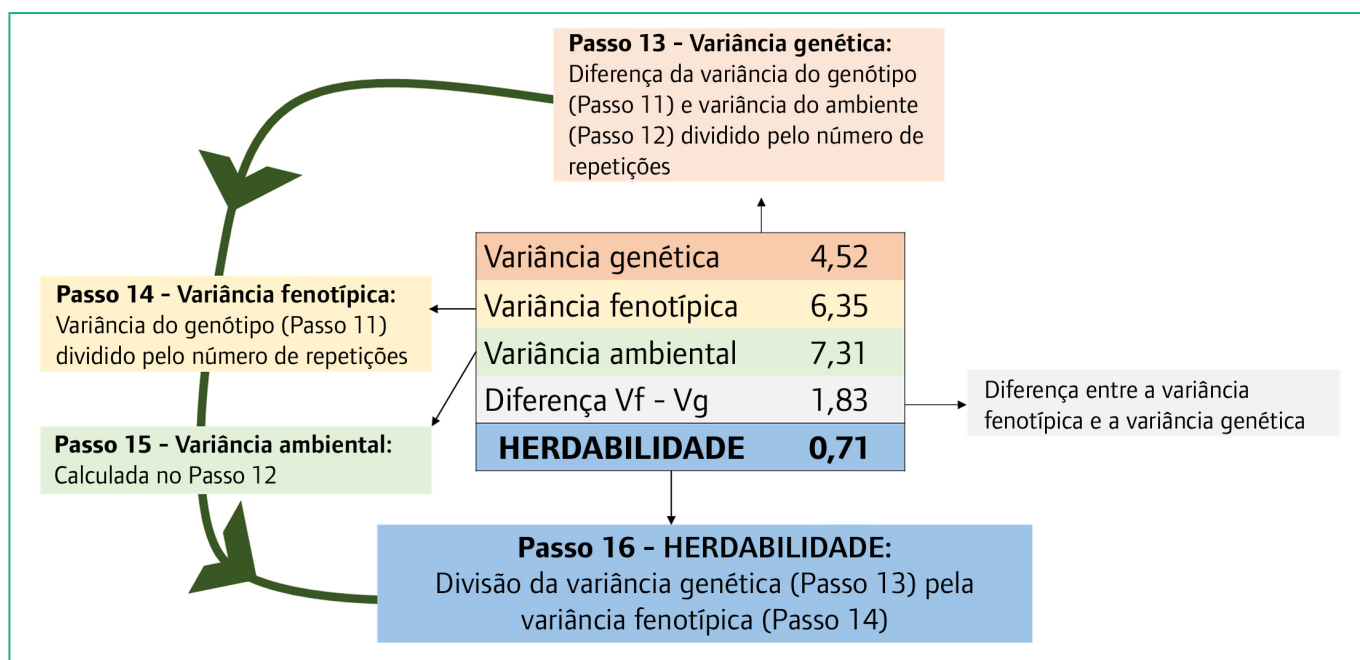 Passo 13 - Variância genética:
Diferença da variância do genótipo
(Passo 11) e variância do ambiente
(Passo 12) dividido pelo número de
repetições
Variância genética 4,52
Variância fenotípica 6,35
Variância ambiental 7,31
Diferença Vf - Vg 1,83
HERDABILIDADE 0,71
Passo 14 - Variância fenotípica:
Variância do genótipo (Passo 11)
dividido pelo número de repetições
Passo 15 - Variância ambiental:
Calculada no Passo 12
Diferença entre a variância
fenotípica e a variância genética
Passo 16 - HERDABILIDADE:
Divisão da variância genética (Passo 13) pela
variância fenotípica (Passo 14)